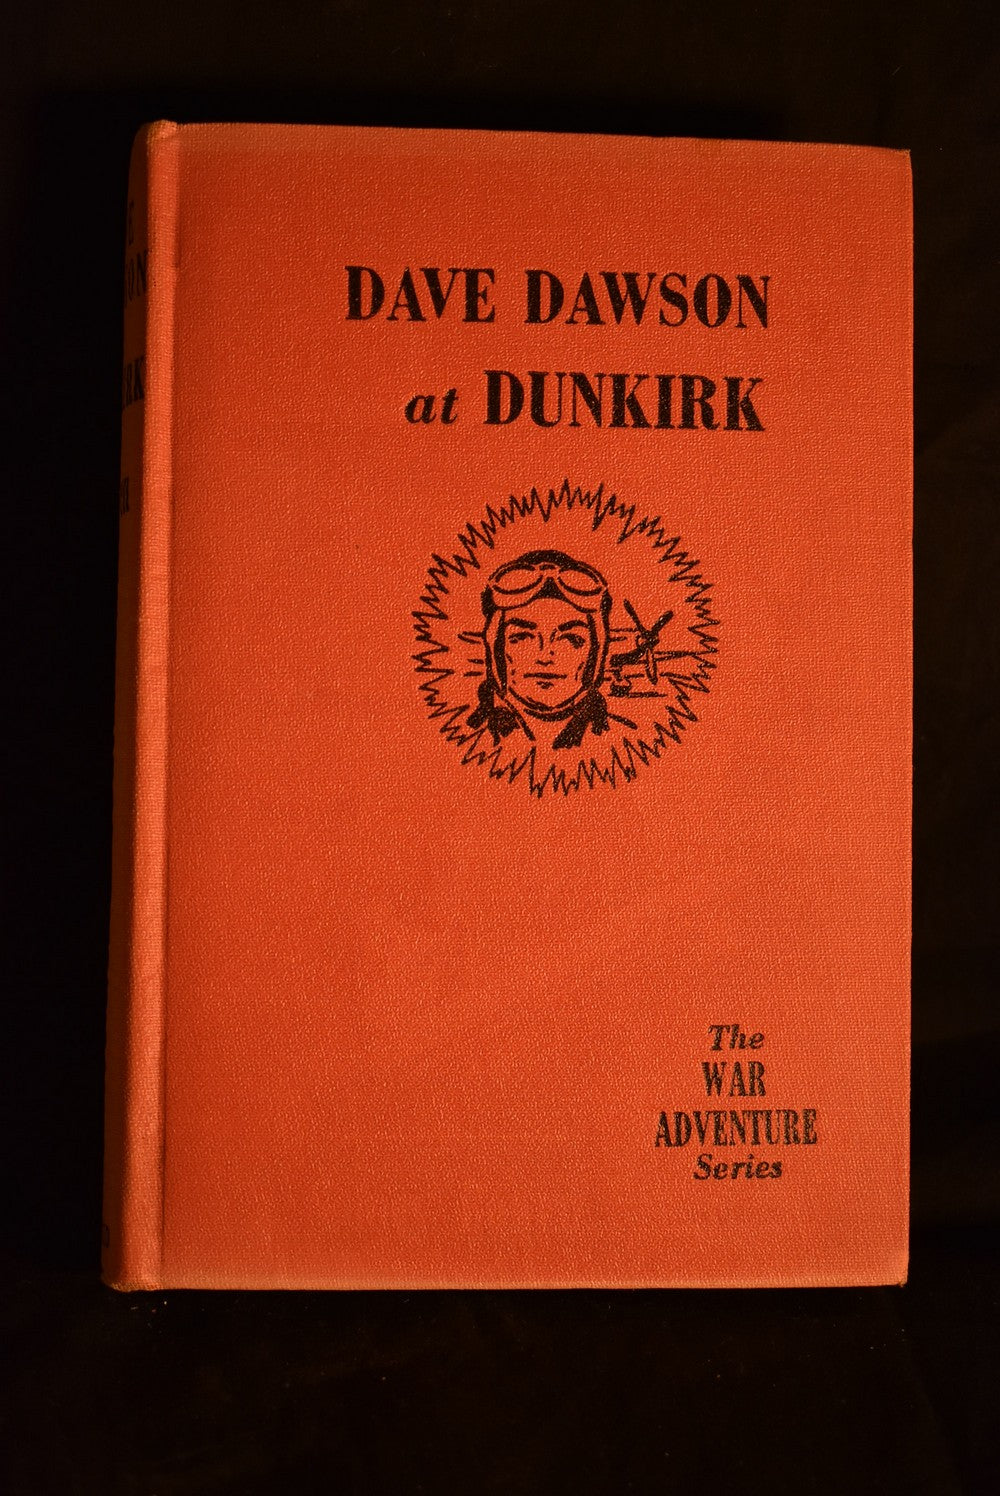 DAVE DAWSON
at DUNKIRK
The
WAR
ADVENTURE
Series